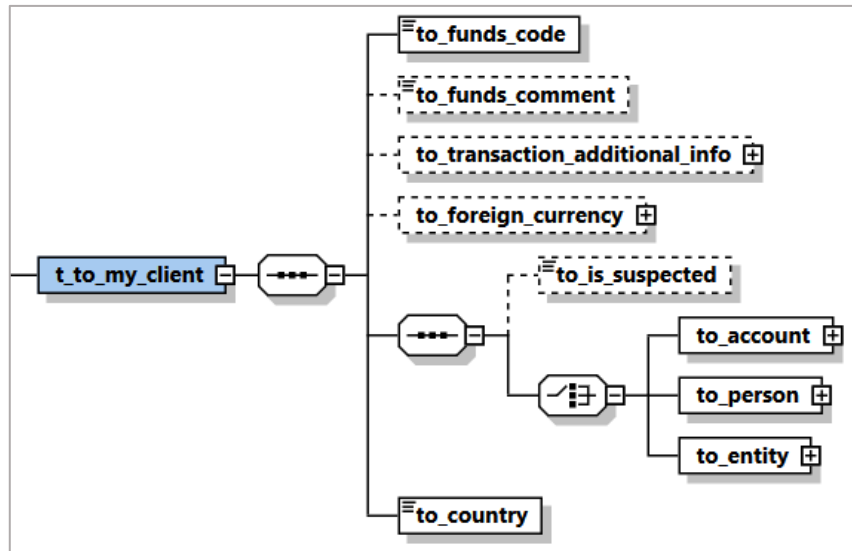 to_funds_code
to_funds_comment
to_transaction_additional_info
to_foreign_currency
t_to_my_client
to_is_suspected
to_account
to_person
to_entity
to_country